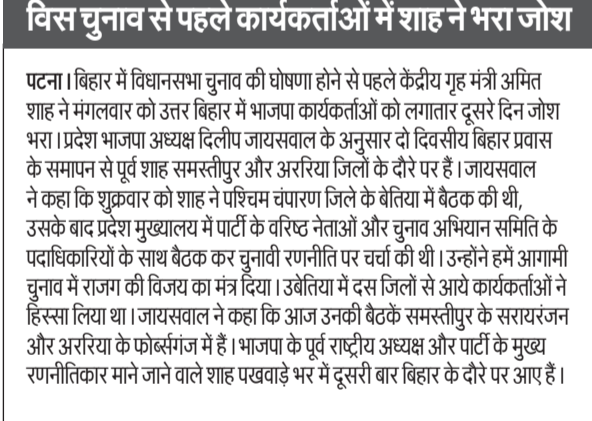 विस चुनाव से पहले कार्यकर्ताओं में शाह ने भरा जोश
पटना। बिहार में विधानसभा चुनाव की घोषणा होने से पहले केंद्रीय गृह मंत्री अमित
शाह ने मंगलवार को उत्तर बिहार में भाजपा कार्यकर्ताओं को लगातार दूसरे दिन जोश
भरा। प्रदेश भाजपा अध्यक्ष दिलीप जायसवाल के अनुसार दो दिवसीय बिहार प्रवास
के समापन से पूर्व शाह समस्तीपुर और अररिया जिलों के दौरे पर हैं। जायसवाल
ने कहा कि शुक्रवार को शाह ने पश्चिम चंपारण जिले के बेतिया में बैठक की थी,
उसके बाद प्रदेश मुख्यालय में पार्टी के वरिष्ठ नेताओं और चुनाव अभियान समिति के
पदाधिकारियों के साथ बैठक कर चुनावी रणनीति पर चर्चा की थी। उन्होंने हमें आगामी
चुनाव में राजग की विजय का मंत्र दिया। उबेतिया में दस जिलों से आये कार्यकर्ताओं ने
हिस्सा लिया था। जायसवाल ने कहा कि आज उनकी बैठकें समस्तीपुर के सरायरंजन
और अररिया के फोर्ब्सगंज में हैं। भाजपा के पूर्व राष्ट्रीय अध्यक्ष और पार्टी के मुख्य
रणनीतिकार माने जाने वाले शाह पखवाड़े भर में दूसरी बार बिहार के दौरे पर आए हैं।